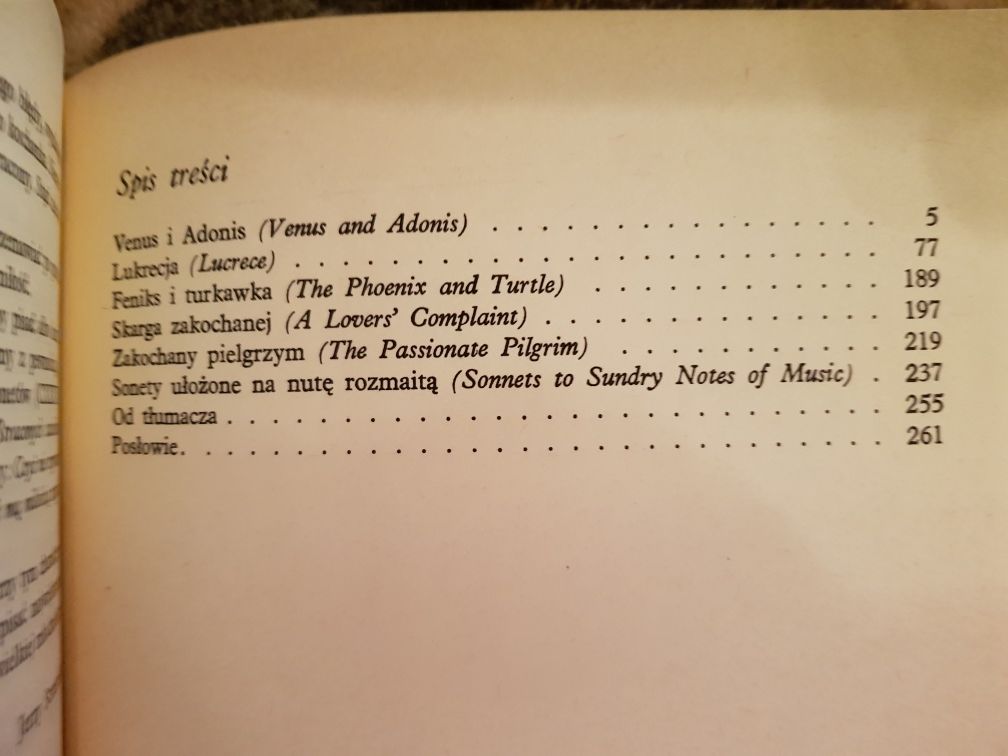 Spis treści
Venus i Adonis (Venus and Adonis) . . . . . . . . . . . . . . . . 5
Lukrecja (Lucrece) . . . . . . . . . . . . . . . . . . . . . . . . 77
Feniks i turkawka (The Phoenix and Turtle) . . . . . . . . . . . . 189
Skarga zakochanej (A Lovers' Complaint) . . . . . . . . . . . . . . 197
Zakochany pielgrzym (The Passionate Pilgrim) . . . . . . . . . . . 219
Sonety ułożone na nutę rozmaitą (Sonnets to Sundry Notes of Music) . 237
Od tłumacza . . . . . . . . . . . . . . . . . . . . . . . . . . . . 255
Posłowie. . . . . . . . . . . . . . . . . . . . . . . . . . . . . . 261